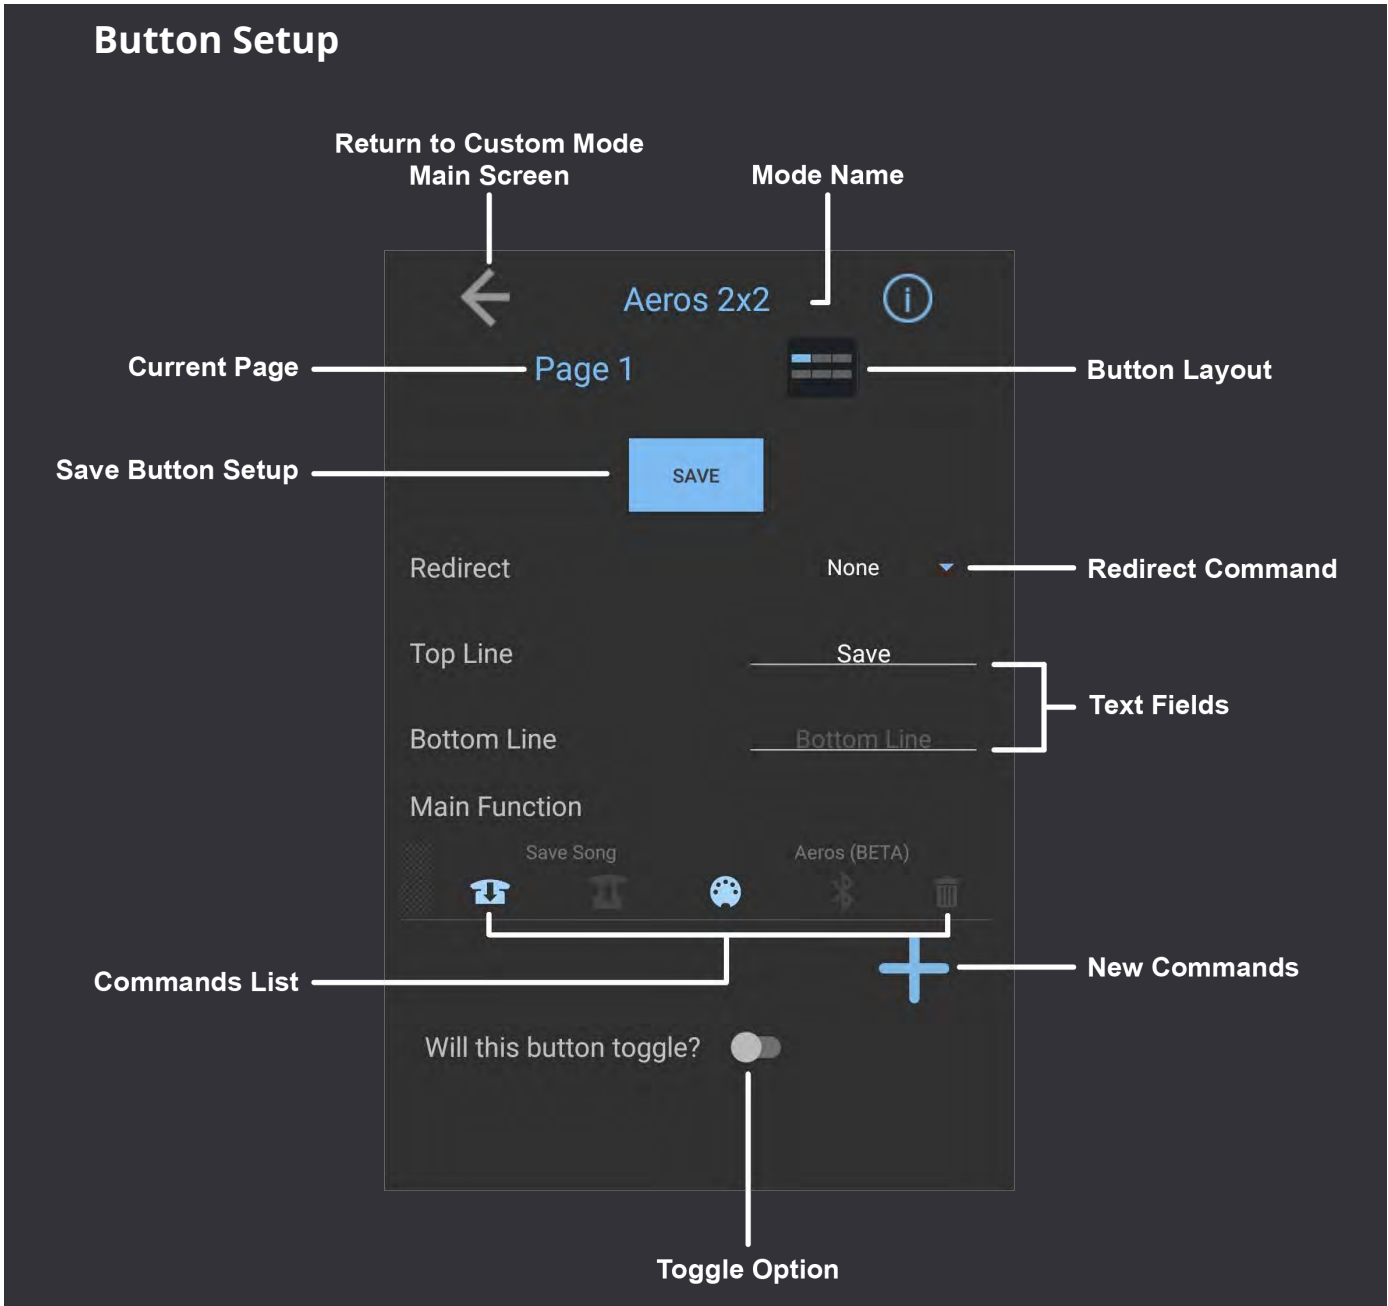 Button Setup
Return to Custom Mode
Main Screen
Mode Name
Aeros 2x2
i
Current Page
Page 1
Button Layout
Save Button Setup
SAVE
Redirect
None
Redirect Command
Top Line
Save
Text Fields
Bottom Line
Bottom Line
Main Function
Save Song
Aeros (BETA)
Commands List
New Commands
Will this button toggle?
Toggle Option